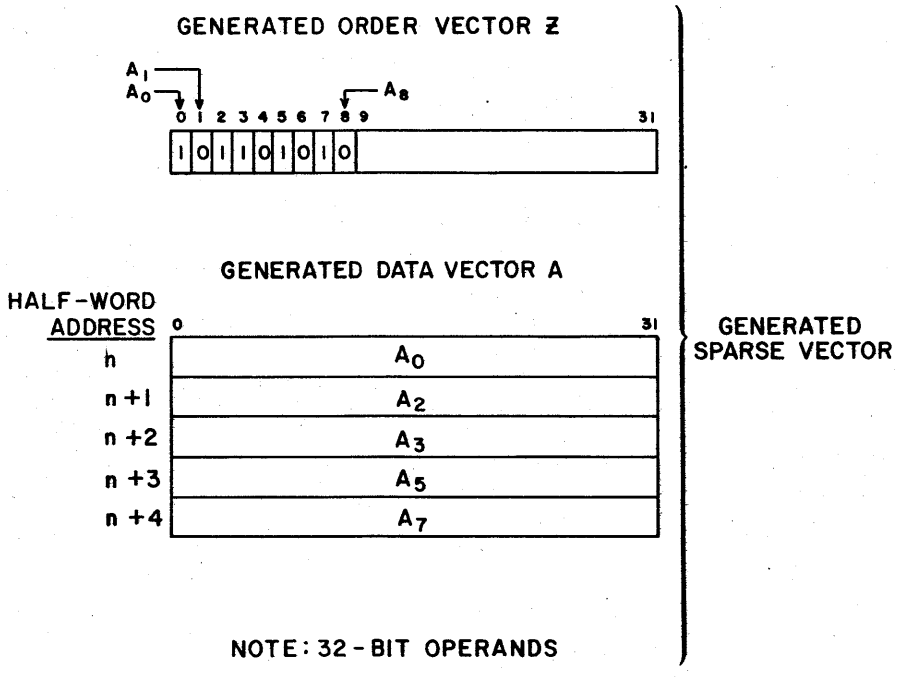 GENERATED ORDER VECTOR Z
A1
A0
A8
0 1 2 3 4 5 6 7 8 9 31
1 0 1 1 0 1 0 1 0
GENERATED DATA VECTOR A
HALF-WORD
ADDRESS
0 31
n A0
n+1 A2
n+2 A3
n+3 A5
n+4 A7
GENERATED
SPARSE VECTOR
NOTE: 32-BIT OPERANDS